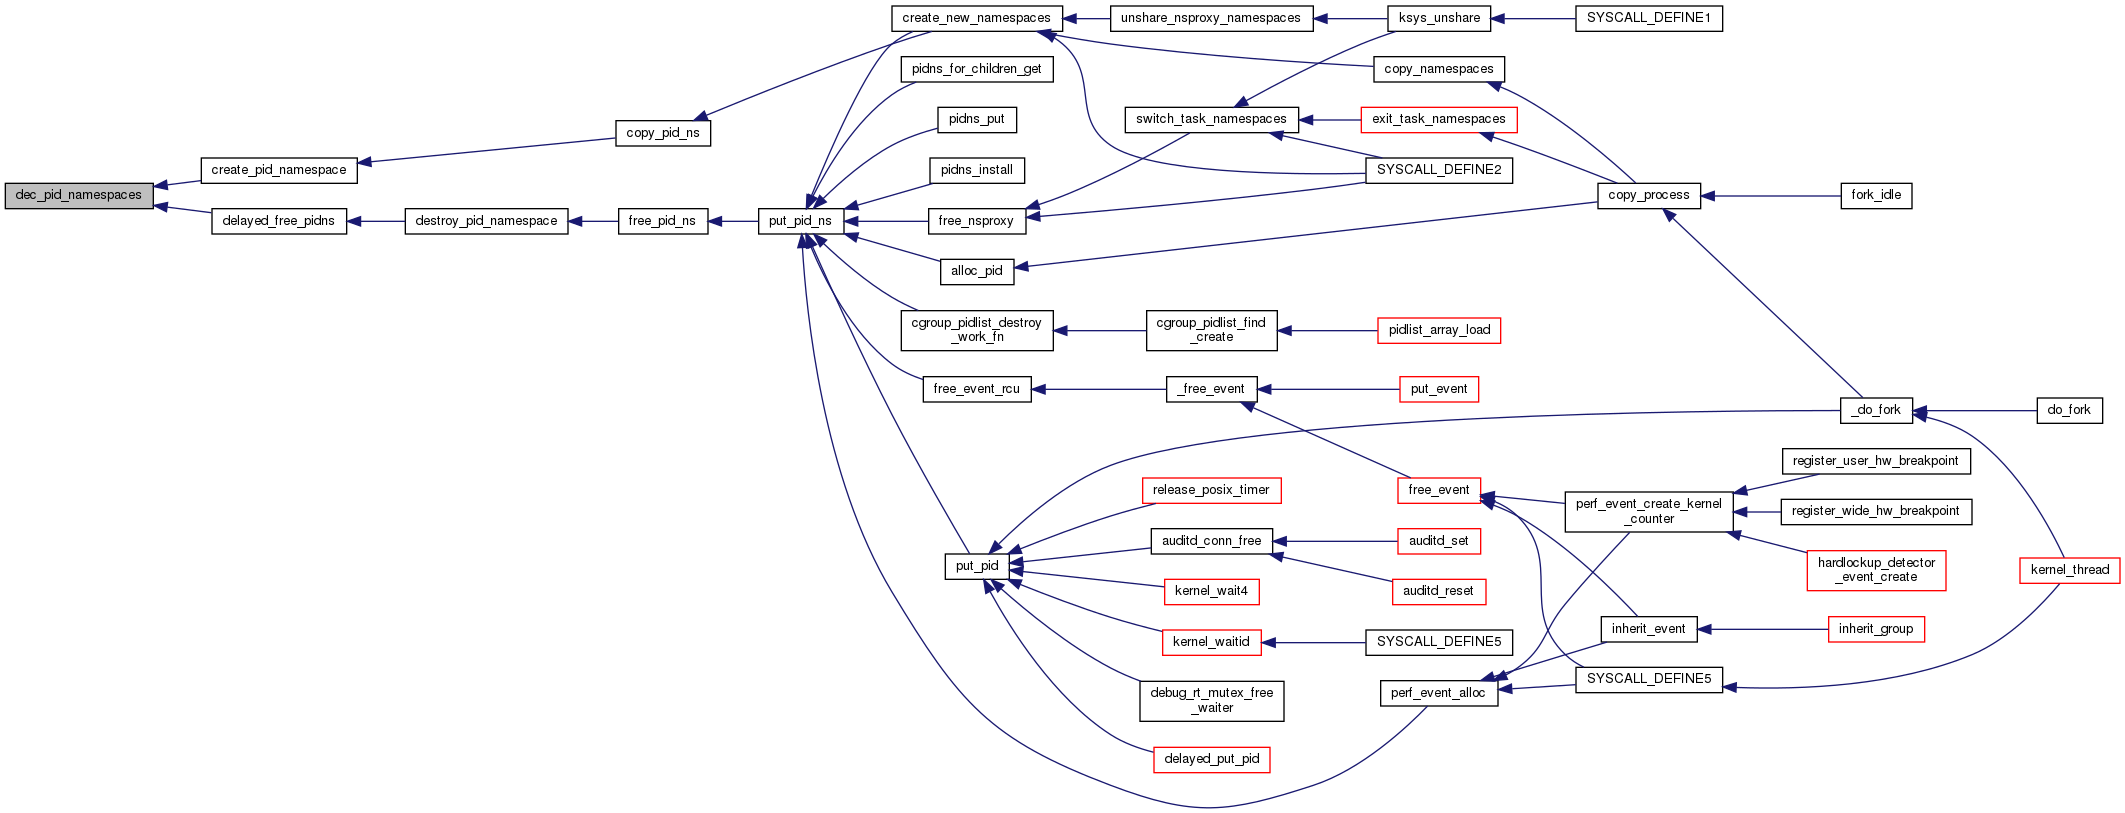 dec_pid_namespaces
create_pid_namespace
delayed_free_pidns
destroy_pid_namespace
copy_pid_ns
free_pid_ns
put_pid_ns
create_new_namespaces
pidns_for_children_get
pidns_put
pidns_install
free_nsproxy
alloc_pid
cgroup_pidlist_destroy
_work_fn
free_event_rcu
put_pid
unshare_nsproxy_namespaces
switch_task_namespaces
cgroup_pidlist_find
_create
_free_event
release_posix_timer
auditd_conn_free
kernel_wait4
kernel_waitid
debug_rt_mutex_free
_waiter
delayed_put_pid
ksys_unshare
copy_namespaces
exit_task_namespaces
SYSCALL_DEFINE2
pidlist_array_load
put_event
free_event
auditd_set
auditd_reset
SYSCALL_DEFINE5
perf_event_alloc
SYSCALL_DEFINE1
copy_process
perf_event_create_kernel
_counter
inherit_event
SYSCALL_DEFINE5
fork_idle
_do_fork
register_user_hw_breakpoint
register_wide_hw_breakpoint
hardlockup_detector
_event_create
inherit_group
do_fork
kernel_thread